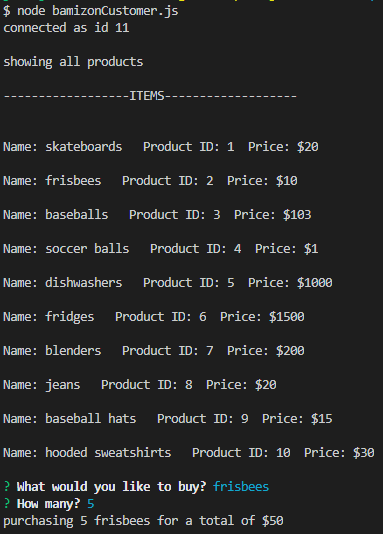 $ node bamizonCustomer.js
connected as id 11
showing all products
------------------ITEMS-------------------
Name: skateboards   Product ID: 1  Price: $20
Name: frisbees   Product ID: 2  Price: $10
Name: baseballs   Product ID: 3  Price: $103
Name: soccer balls   Product ID: 4  Price: $1
Name: dishwashers   Product ID: 5  Price: $1000
Name: fridges   Product ID: 6  Price: $1500
Name: blenders   Product ID: 7  Price: $200
Name: jeans   Product ID: 8  Price: $20
Name: baseball hats   Product ID: 9  Price: $15
Name: hooded sweatshirts   Product ID: 10  Price: $30
? What would you like to buy? frisbees
? How many? 5
purchasing 5 frisbees for a total of $50